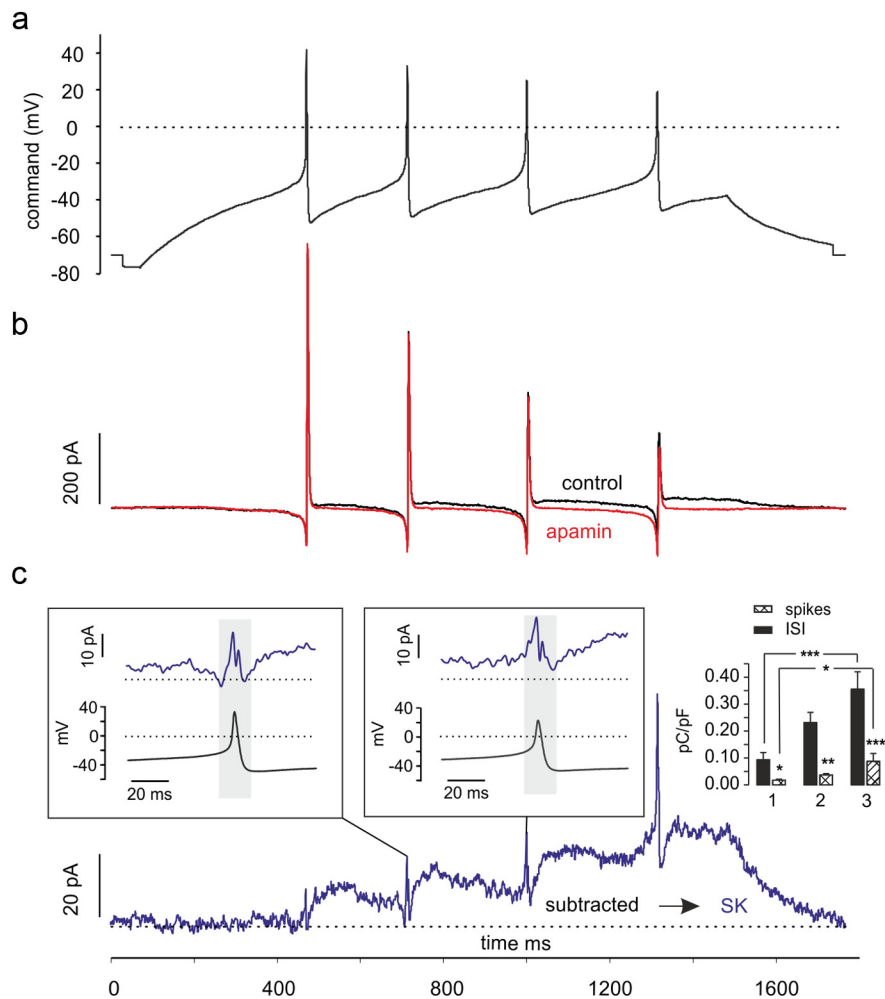 a
40
20
0
-20
-40
-60
-80
command (mV)
b
200 pA
control
apamin
c
10 pA
mV
40
0
-40
20 ms
10 pA
mV
40
0
-40
20 ms
spikes
ISI
***
*
pC/pF
0.40
0.30
0.20
0.10
0.00
*
**
***
1 2 3
20 pA
subtracted → SK
time ms
0 400 800 1200 1600